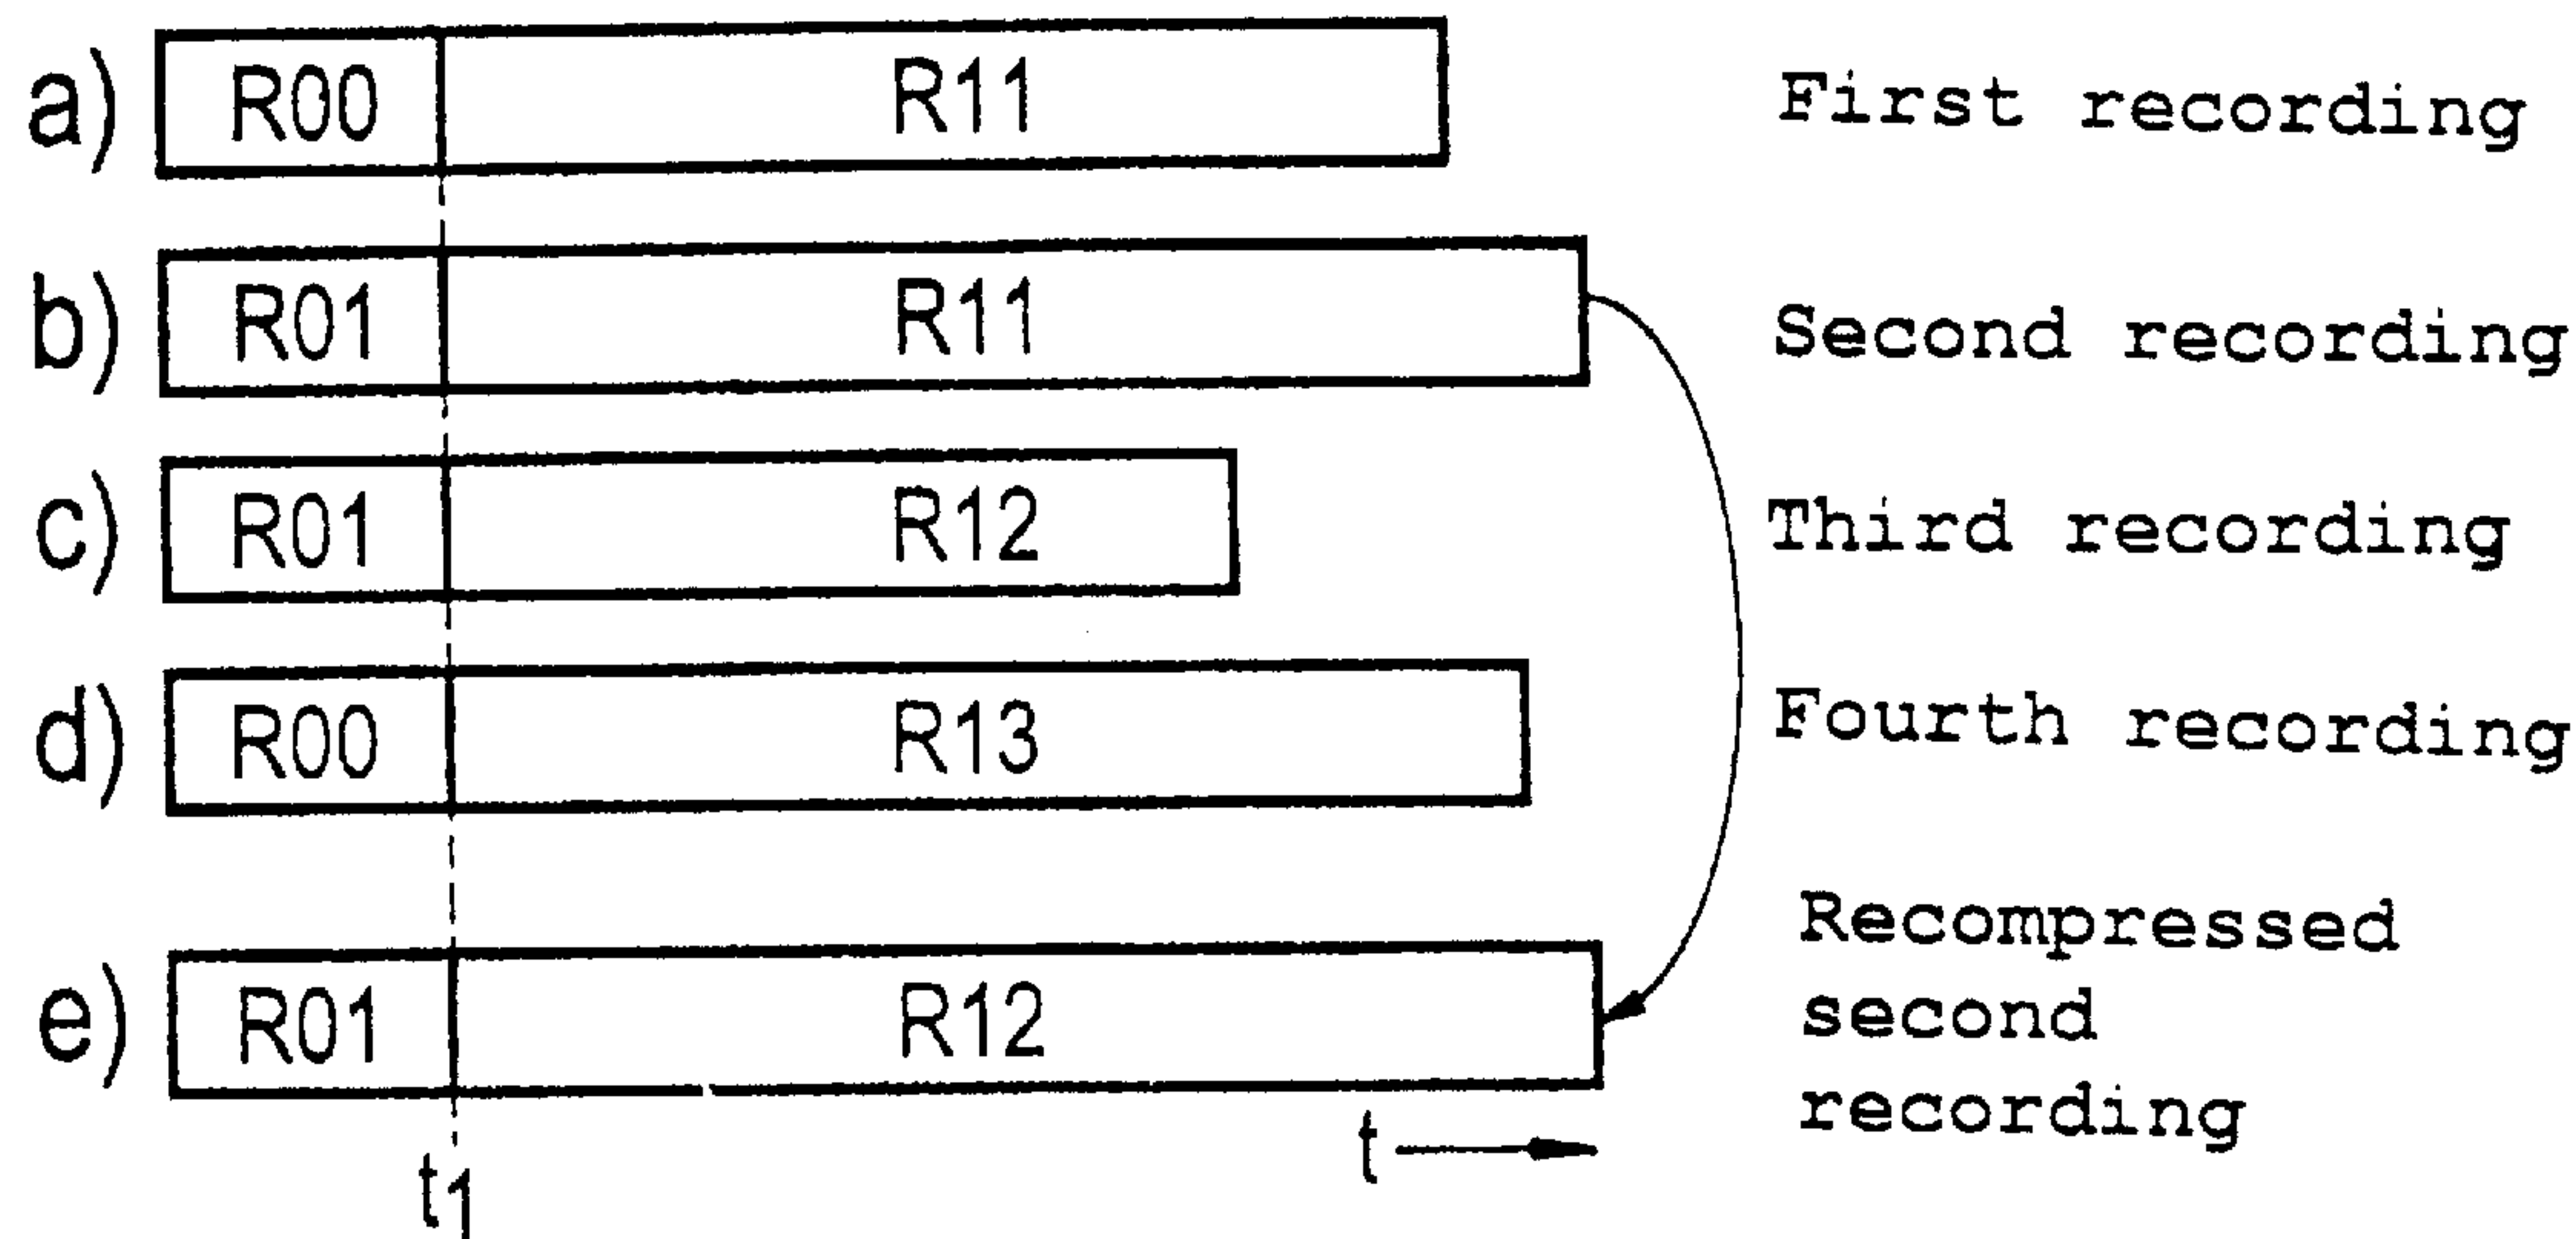 a) R00 R11 First recording
b) R01 R11 Second recording
c) R01 R12 Third recording
d) R00 R13 Fourth recording
e) R01 R12 Recompressed
second
recording
t
t1